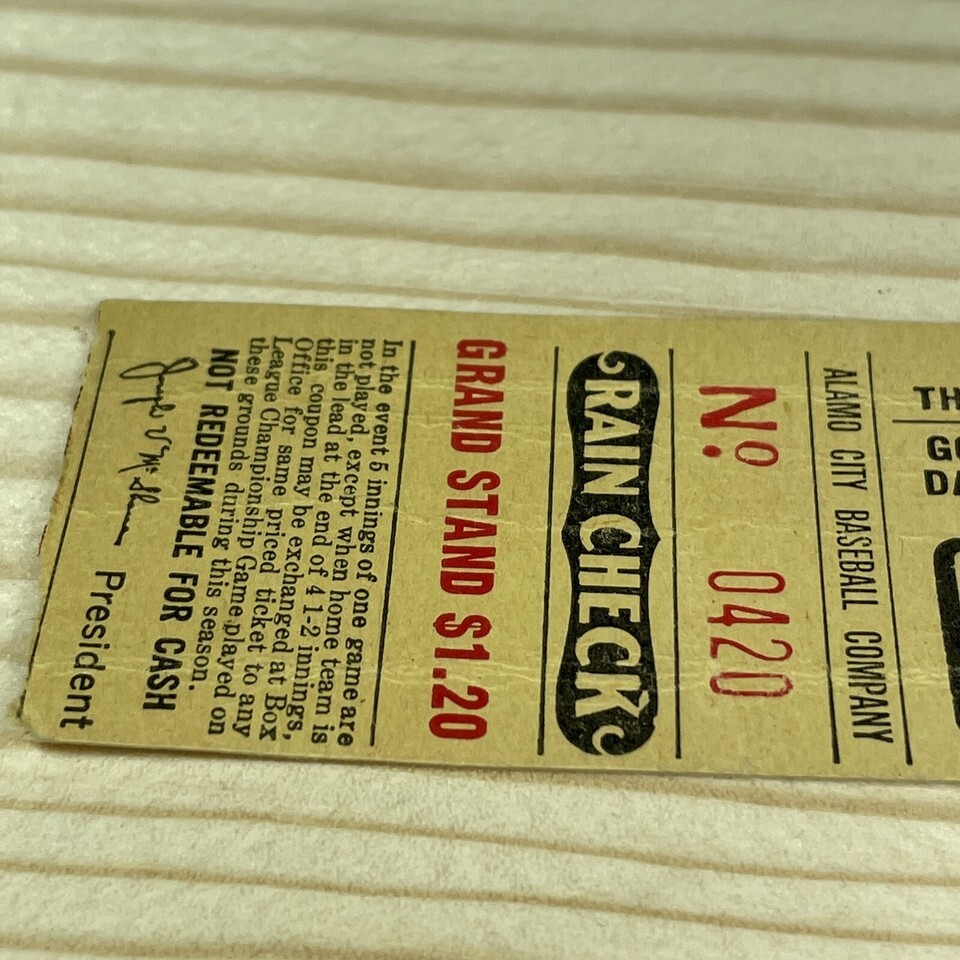 TH
GO
DA
ALAMO CITY BASEBALL COMPANY
No. 0420
RAIN CHECK
GRAND STAND $1.20
In the event 5 innings of one game are
not played, except when home team is
in the lead at the end of 4 1-2 innings,
this coupon may be exchanged at Box
Office for same priced ticket to any
League Championship Game played on
these grounds during this season.
NOT REDEEMABLE FOR CASH
President